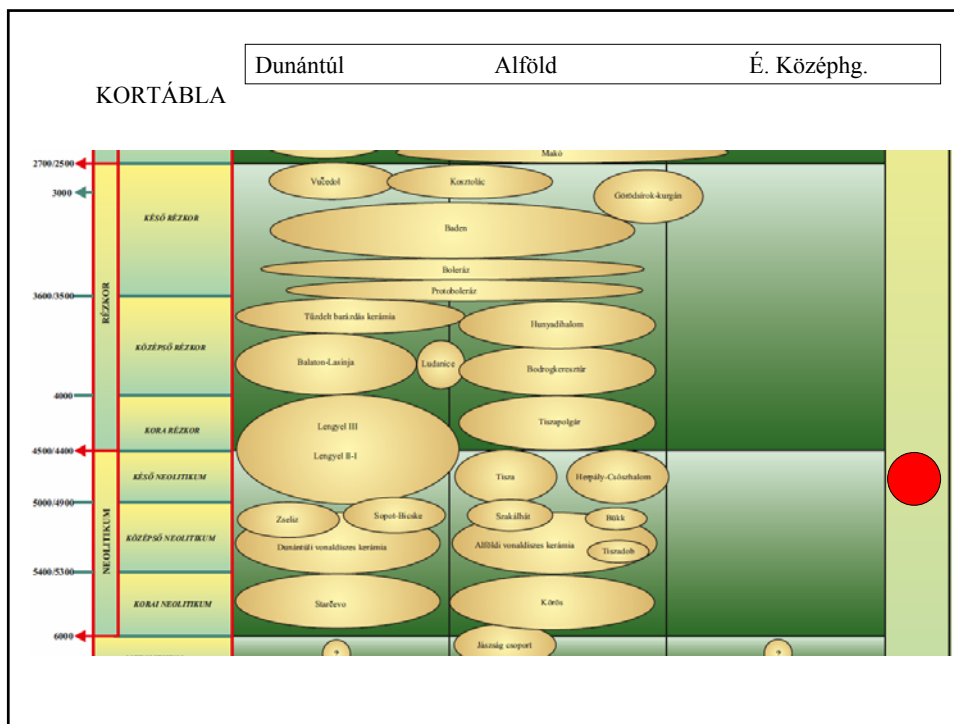 Dunántúl Alföld É. Középhg.
KORTÁBLA
Makó
2700/2500
Vučedol Kosztolác
3000
Gödörsírok-kurgán
KÉSŐ RÉZKOR
Baden
Boleráz
Protoboleráz
3600/3500
RÉZKOR
Tűzdelt barázdás kerámia
Hunyadihalom
KÖZÉPSŐ RÉZKOR
Balaton-Lasinja Ludanice Bodrogkeresztúr
4000
KORA RÉZKOR
Lengyel III
Tiszapolgár
4500/4400
Lengyel II-I
KÉSŐ NEOLITIKUM
Tisza Herpály-Csőszhalom
5000/4900
NEOLITIKUM
Zseliz Sopot-Bicske Szakálhát Bükk
KÖZÉPSŐ NEOLITIKUM
Dunántúli vonaldíszes kerámia Alföldi vonaldíszes kerámia
Tiszadob
5400/5300
KORAI NEOLITIKUM
Starčevo Körös
6000
? Jászság csoport ?